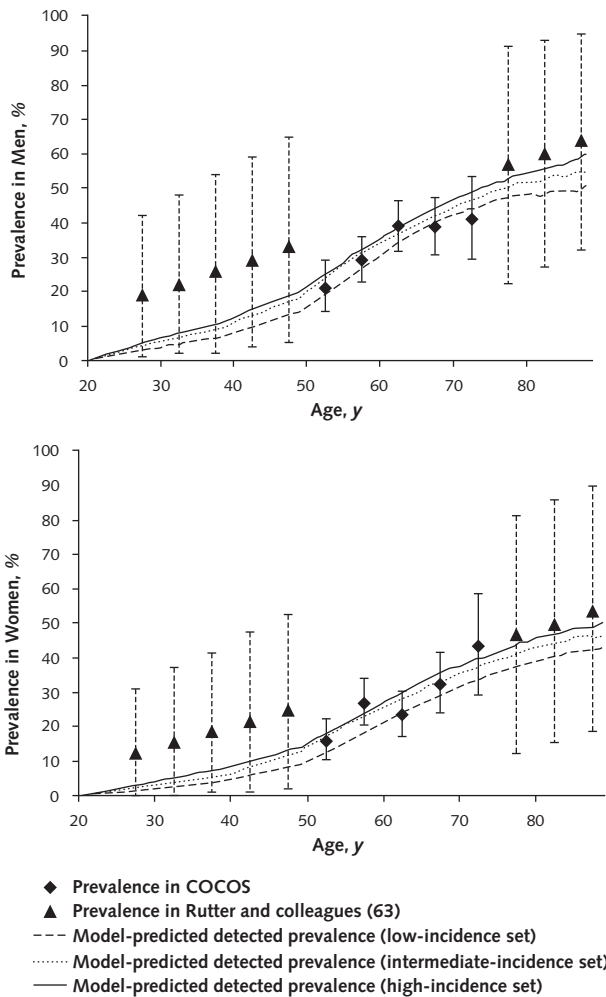 100
90
80
70
60
50
40
30
20
10
0
Prevalence in Men, %
20 30 40 50 60 70 80
Age, y
100
90
80
70
60
50
40
30
20
10
0
Prevalence in Women, %
20 30 40 50 60 70 80
Age, y
Prevalence in COCOS
Prevalence in Rutter and colleagues (63)
Model-predicted detected prevalence (low-incidence set)
Model-predicted detected prevalence (intermediate-incidence set)
Model-predicted detected prevalence (high-incidence set)